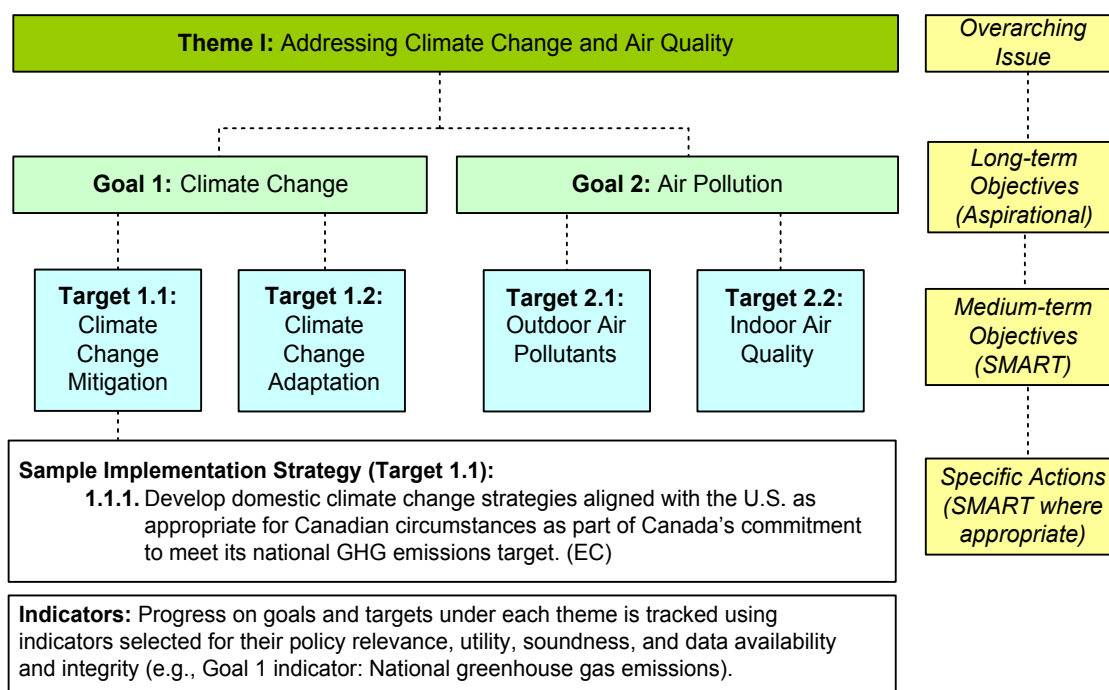 Theme I: Addressing Climate Change and Air Quality
Overarching
Issue
Goal 1: Climate Change
Goal 2: Air Pollution
Long-term
Objectives
(Aspirational)
Target 1.1:
Climate
Change
Mitigation
Target 1.2:
Climate
Change
Adaptation
Target 2.1:
Outdoor Air
Pollutants
Target 2.2:
Indoor Air
Quality
Medium-term
Objectives
(SMART)
Sample Implementation Strategy (Target 1.1):
1.1.1. Develop domestic climate change strategies aligned with the U.S. as
appropriate for Canadian circumstances as part of Canada's commitment
to meet its national GHG emissions target. (EC)
Specific Actions
(SMART where
appropriate)
Indicators: Progress on goals and targets under each theme is tracked using
indicators selected for their policy relevance, utility, soundness, and data availability
and integrity (e.g., Goal 1 indicator: National greenhouse gas emissions).